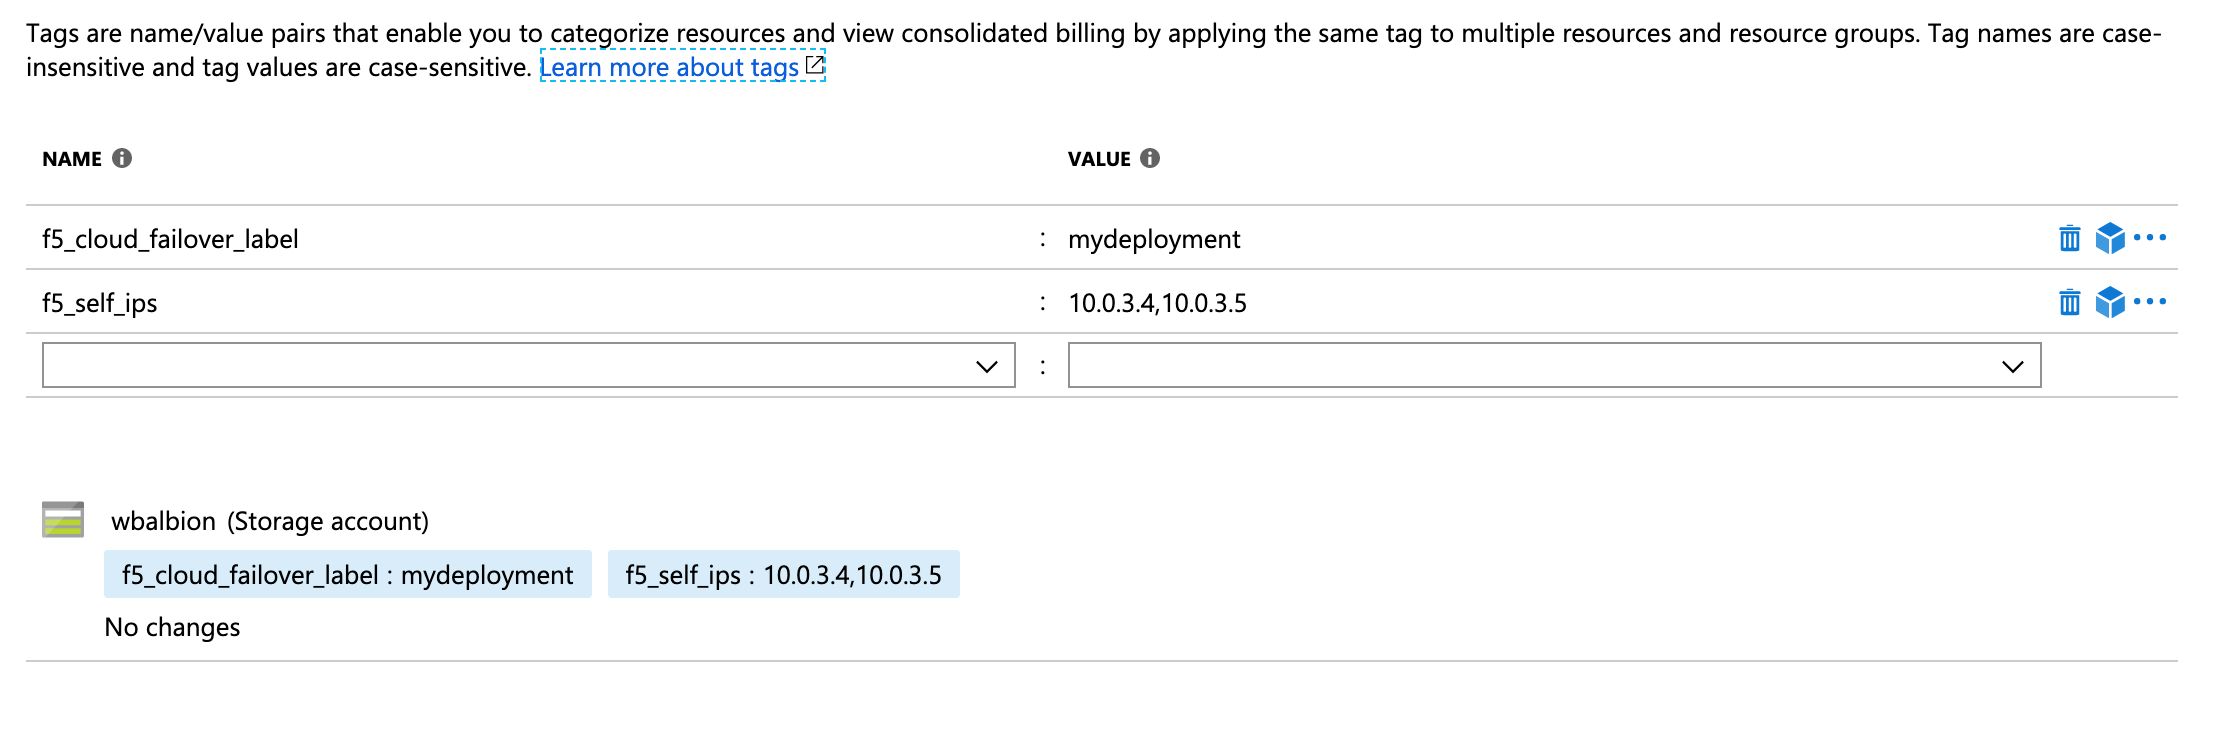 Tags are name/value pairs that enable you to categorize resources and view consolidated billing by applying the same tag to multiple resources and resource groups. Tag names are case-
insensitive and tag values are case-sensitive. Learn more about tags
NAME VALUE
f5_cloud_failover_label : mydeployment
f5_self_ips : 10.0.3.4,10.0.3.5
:
wbalbion (Storage account)
f5_cloud_failover_label : mydeployment f5_self_ips : 10.0.3.4,10.0.3.5
No changes